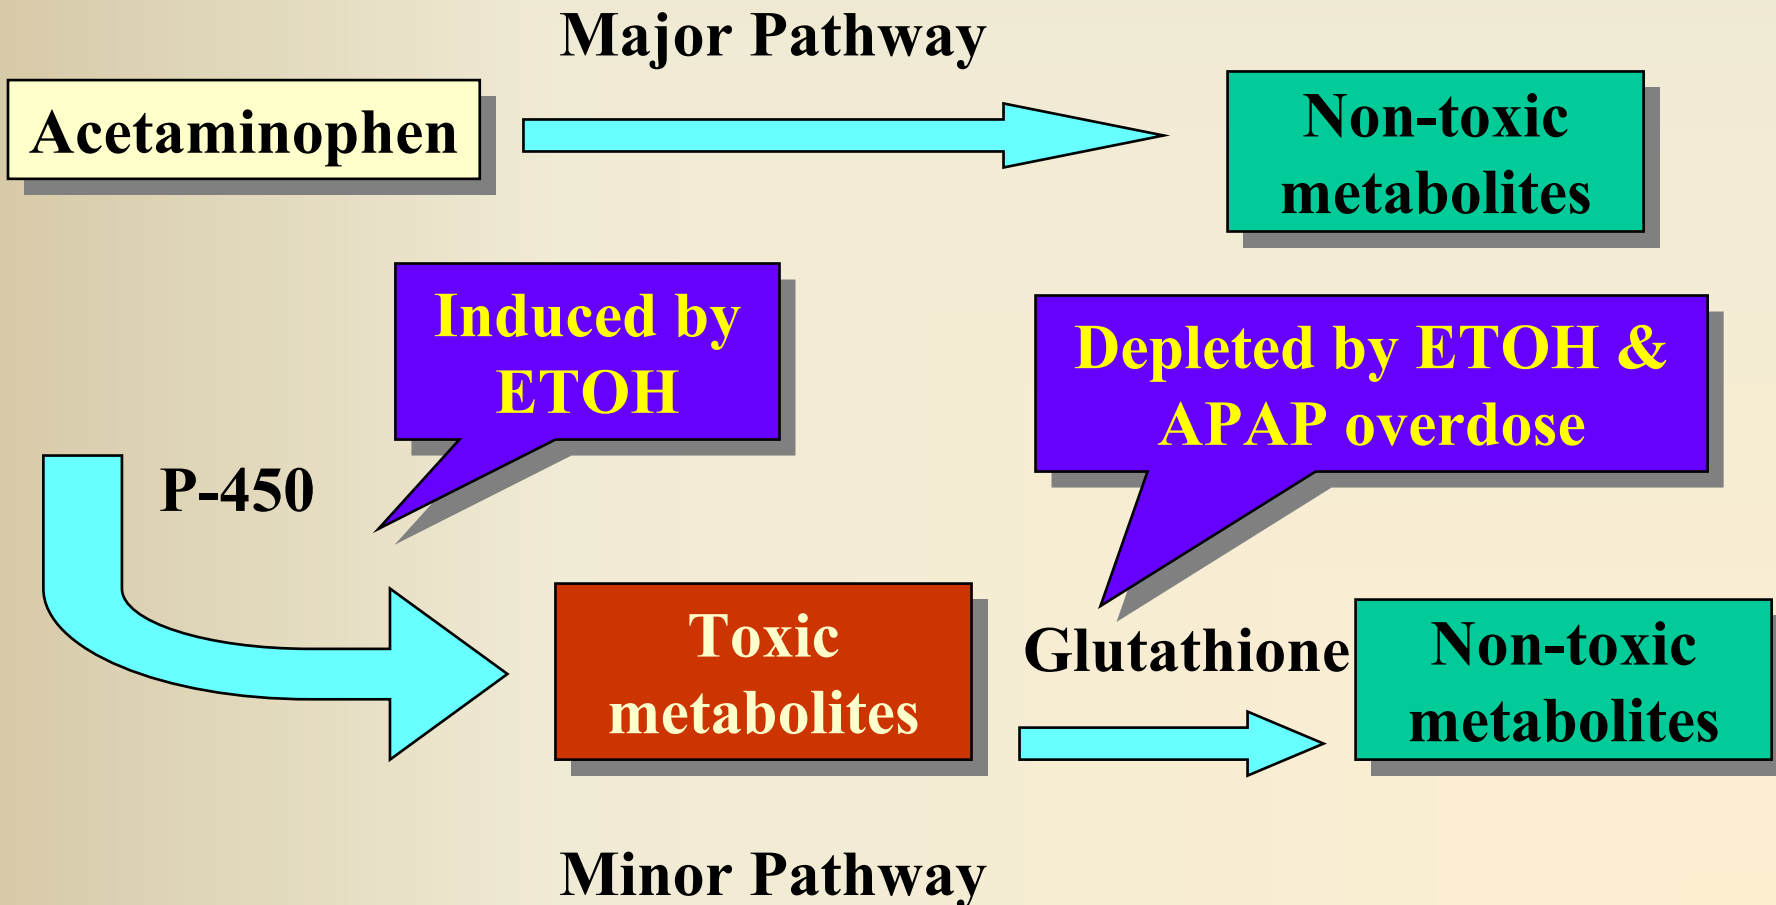 Major Pathway
Acetaminophen
Non-toxic
metabolites
Induced by
ETOH
Depleted by ETOH &
APAP overdose
P-450
Toxic
metabolites
Glutathione
Non-toxic
metabolites
Minor Pathway